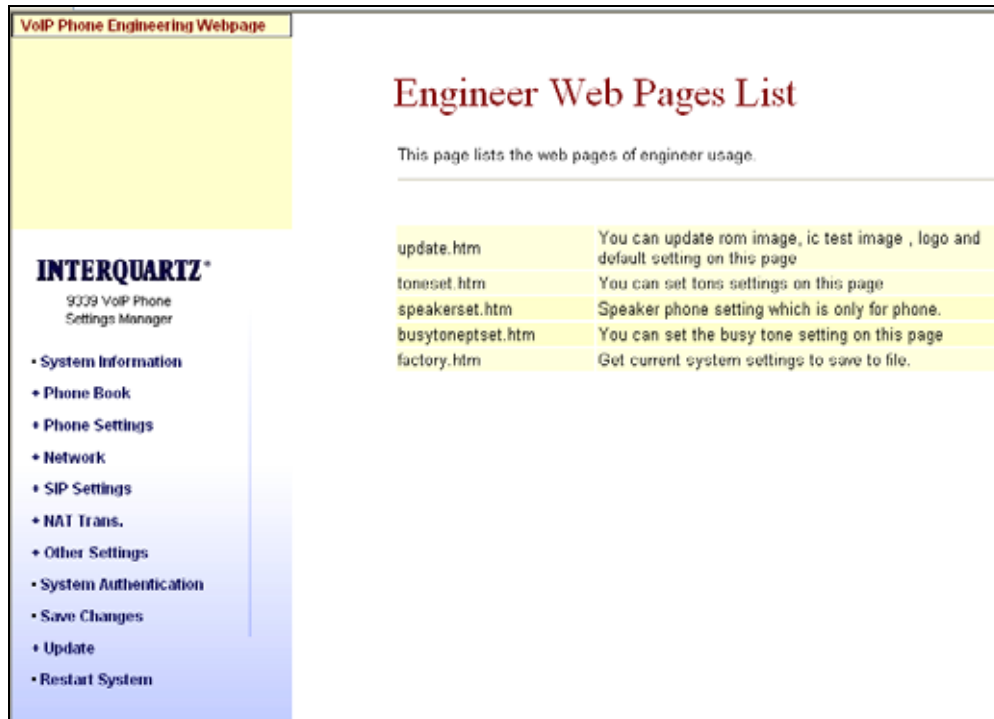 VoIP Phone Engineering Webpage
INTERQUARTZ
9339 VoIP Phone
Settings Manager
System Information
Phone Book
Phone Settings
Network
SIP Settings
NAT Trans.
Other Settings
System Authentication
Save Changes
Update
Restart System
Engineer Web Pages List
This page lists the web pages of engineer usage.
update.htm You can update rom image, ic test image , logo and
default setting on this page
toneset.htm You can set tons settings on this page
speakerset.htm Speaker phone setting which is only for phone.
busytoneptset.htm You can set the busy tone setting on this page
factory.htm Get current system settings to save to file.